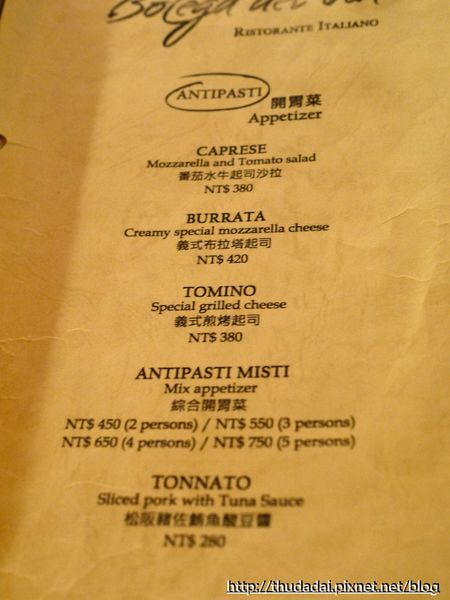 Bolega del
RISTORANTE ITALIANO
ANTIPASTI 開胃菜
Appetizer
CAPRESE
Mozzarella and Tomato salad
番茄水牛起司沙拉
NT$ 380
BURRATA
Creamy special mozzarella cheese
義式布拉塔起司
NT$ 420
TOMINO
Special grilled cheese
義式煎烤起司
NT$ 380
ANTIPASTI MISTI
Mix appetizer
綜合開胃菜
NT$ 450 (2 persons) / NT$ 550 (3 persons)
NT$ 650 (4 persons) / NT$ 750 (5 persons)
TONNATO
Sliced pork with Tuna Sauce
松阪豬佐鮪魚酸豆醬
NT$ 280
http://thudadai.pixnet.net/blog